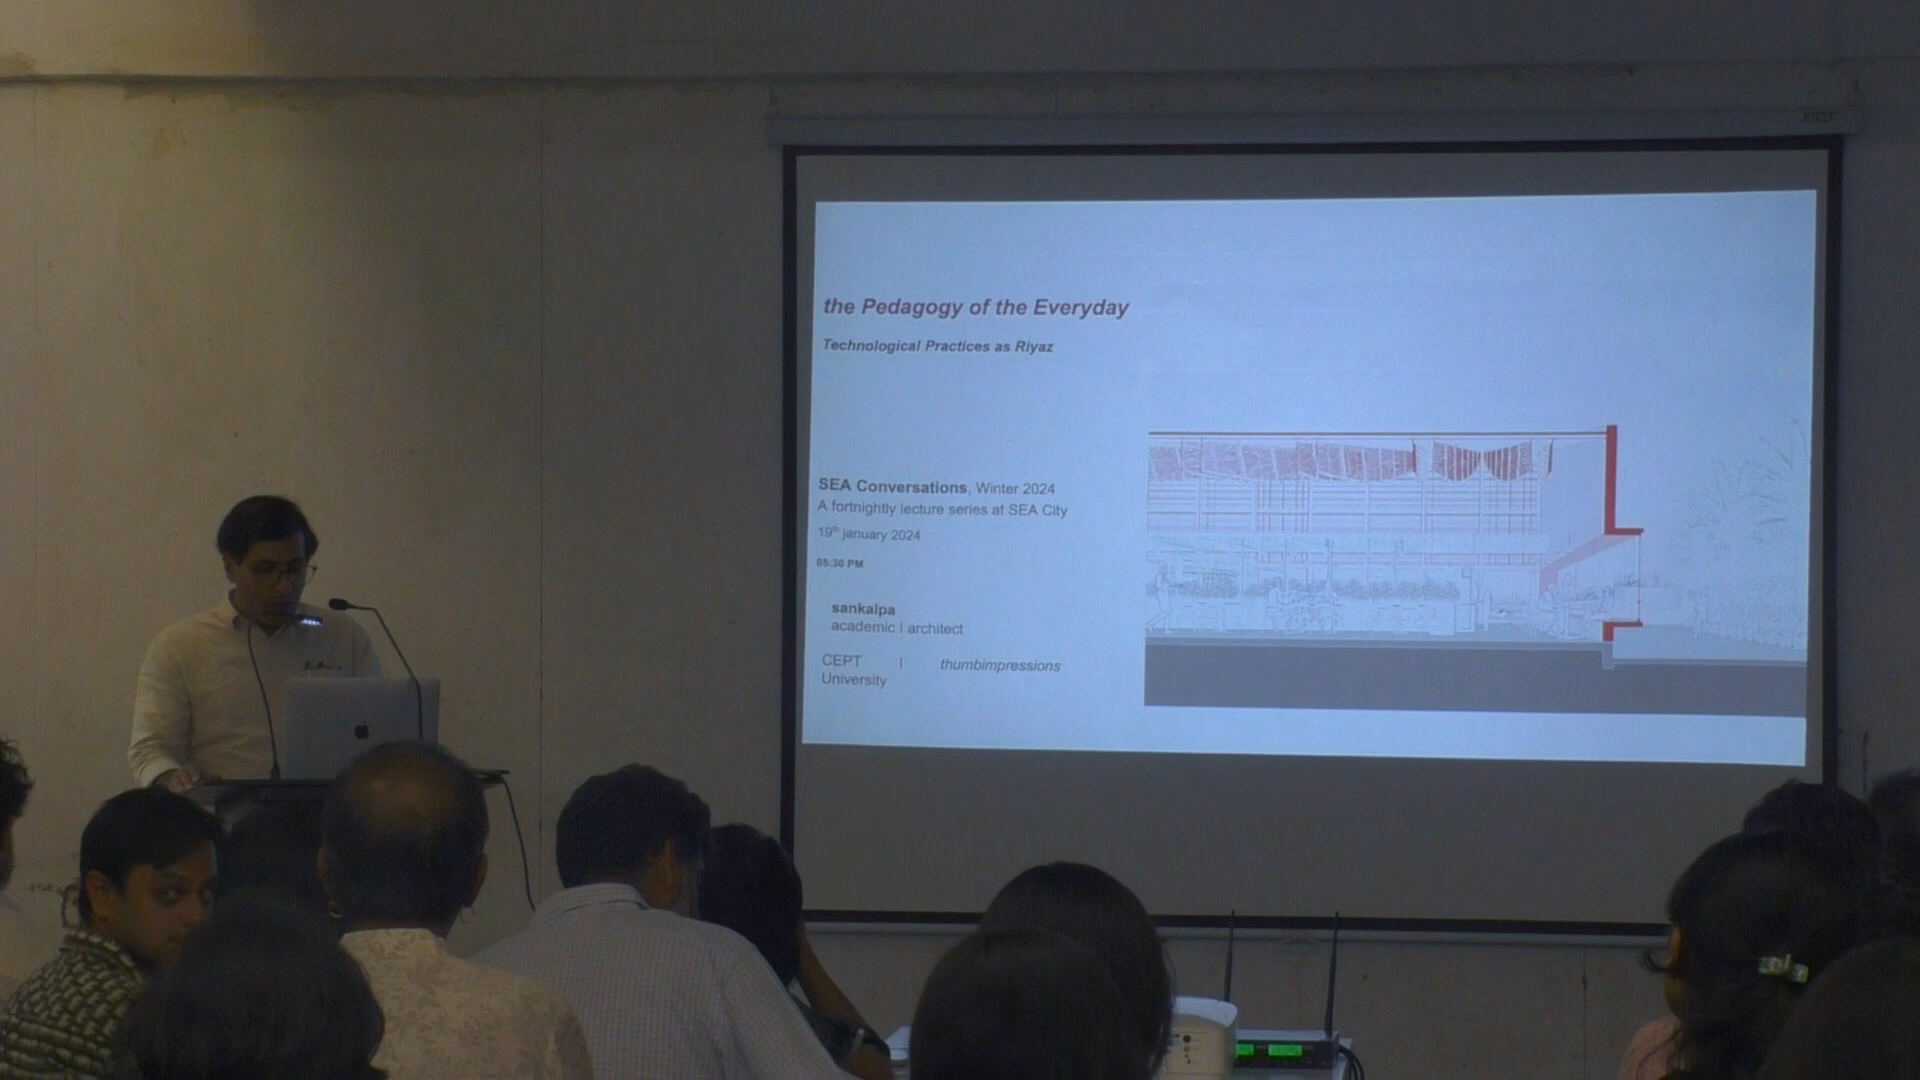 the Pedagogy of the Everyday
Technological Practices as Riyaz
SEA Conversations, Winter 2024
A fortnightly lecture series at SEA City
19th january 2024
05:30 PM
sankalpa
academic | architect
CEPT | thumbimpressions
University